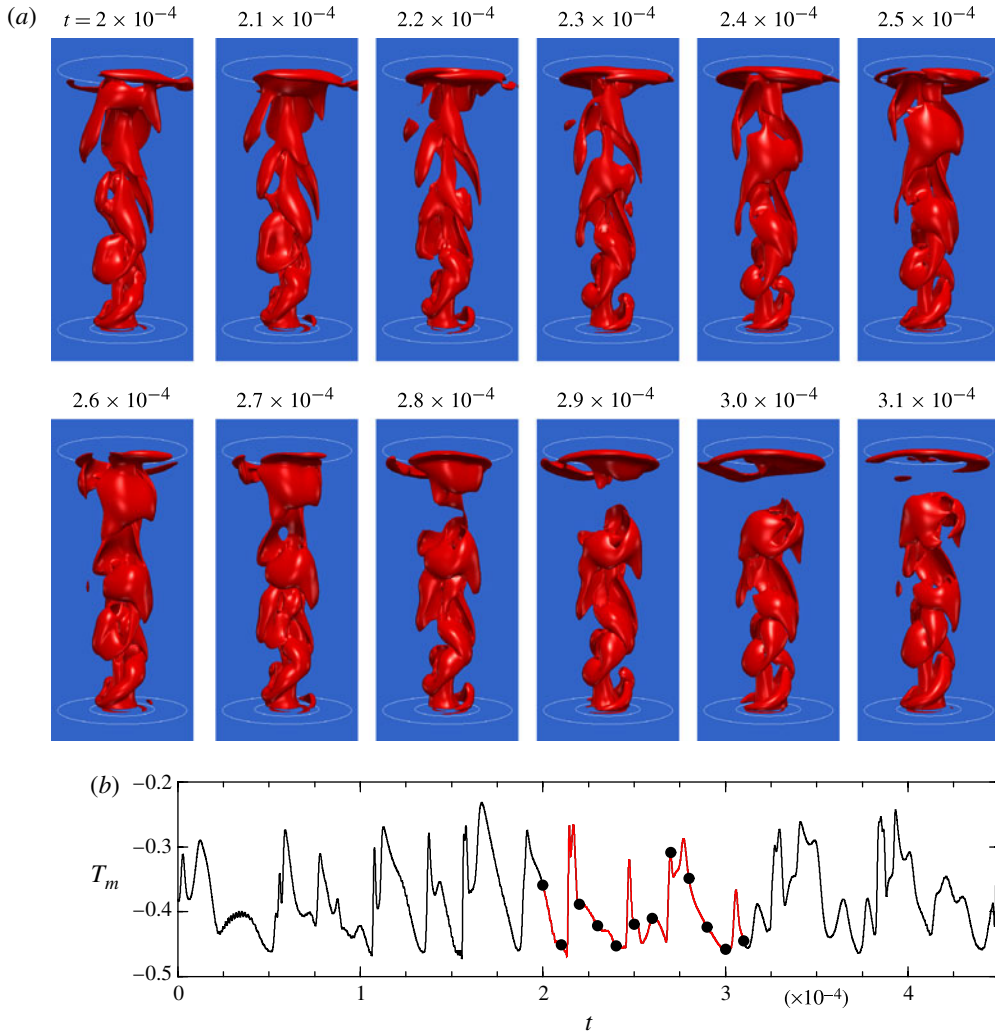 (a) t = 2 × 10⁻⁴ 2.1 × 10⁻⁴ 2.2 × 10⁻⁴ 2.3 × 10⁻⁴ 2.4 × 10⁻⁴ 2.5 × 10⁻⁴
2.6 × 10⁻⁴ 2.7 × 10⁻⁴ 2.8 × 10⁻⁴ 2.9 × 10⁻⁴ 3.0 × 10⁻⁴ 3.1 × 10⁻⁴
(b) −0.2
−0.3
Tₘ
−0.4
−0.5
0 1 2 3 (×10⁻⁴) 4
t